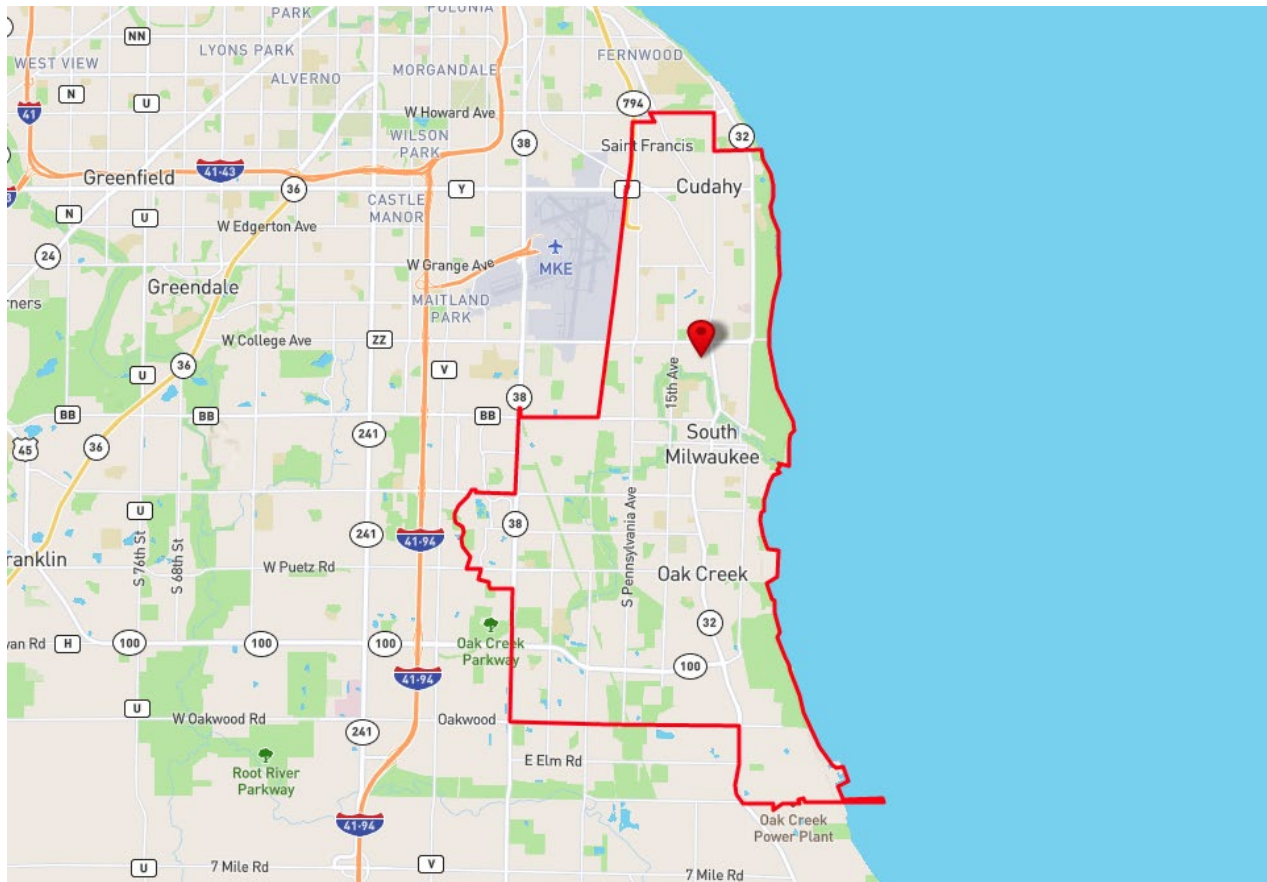 PARK
POLONIA
NN
LYONS PARK
FERNWOOD
WEST VIEW
ALVERNO
MORGANDALE
N
U
41
794
W Howard Ave
WILSON
PARK
38
32
Saint Francis
41-43
Greenfield
36
Y
Cudahy
CASTLE
MANOR
N
U
W Edgerton Ave
24
W Grange Ave
MKE
Greendale
MAITLAND
PARK
rners
W College Ave
ZZ
36
U
V
15th Ave
38
BB
BB
BB
241
South
Milwaukee
36
45
U
38
S Pennsylvania Ave
241
41-94
S 76th St
S 68th St
ranklin
W Puetz Rd
Oak Creek
32
Oak Creek
Parkway
wan Rd
H
100
100
100
100
41-94
U
W Oakwood Rd
Oakwood
241
E Elm Rd
Root River
Parkway
41-94
Oak Creek
Power Plant
U
7 Mile Rd
V
7 Mile Rd